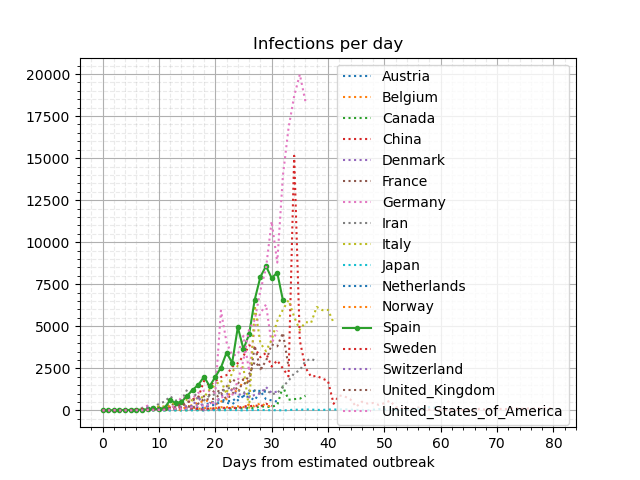 Infections per day
20000
17500
15000
12500
10000
7500
5000
2500
0
0 10 20 30 40 50 60 70 80
Days from estimated outbreak
Austria
Belgium
Canada
China
Denmark
France
Germany
Iran
Italy
Japan
Netherlands
Norway
Spain
Sweden
Switzerland
United_Kingdom
United_States_of_America